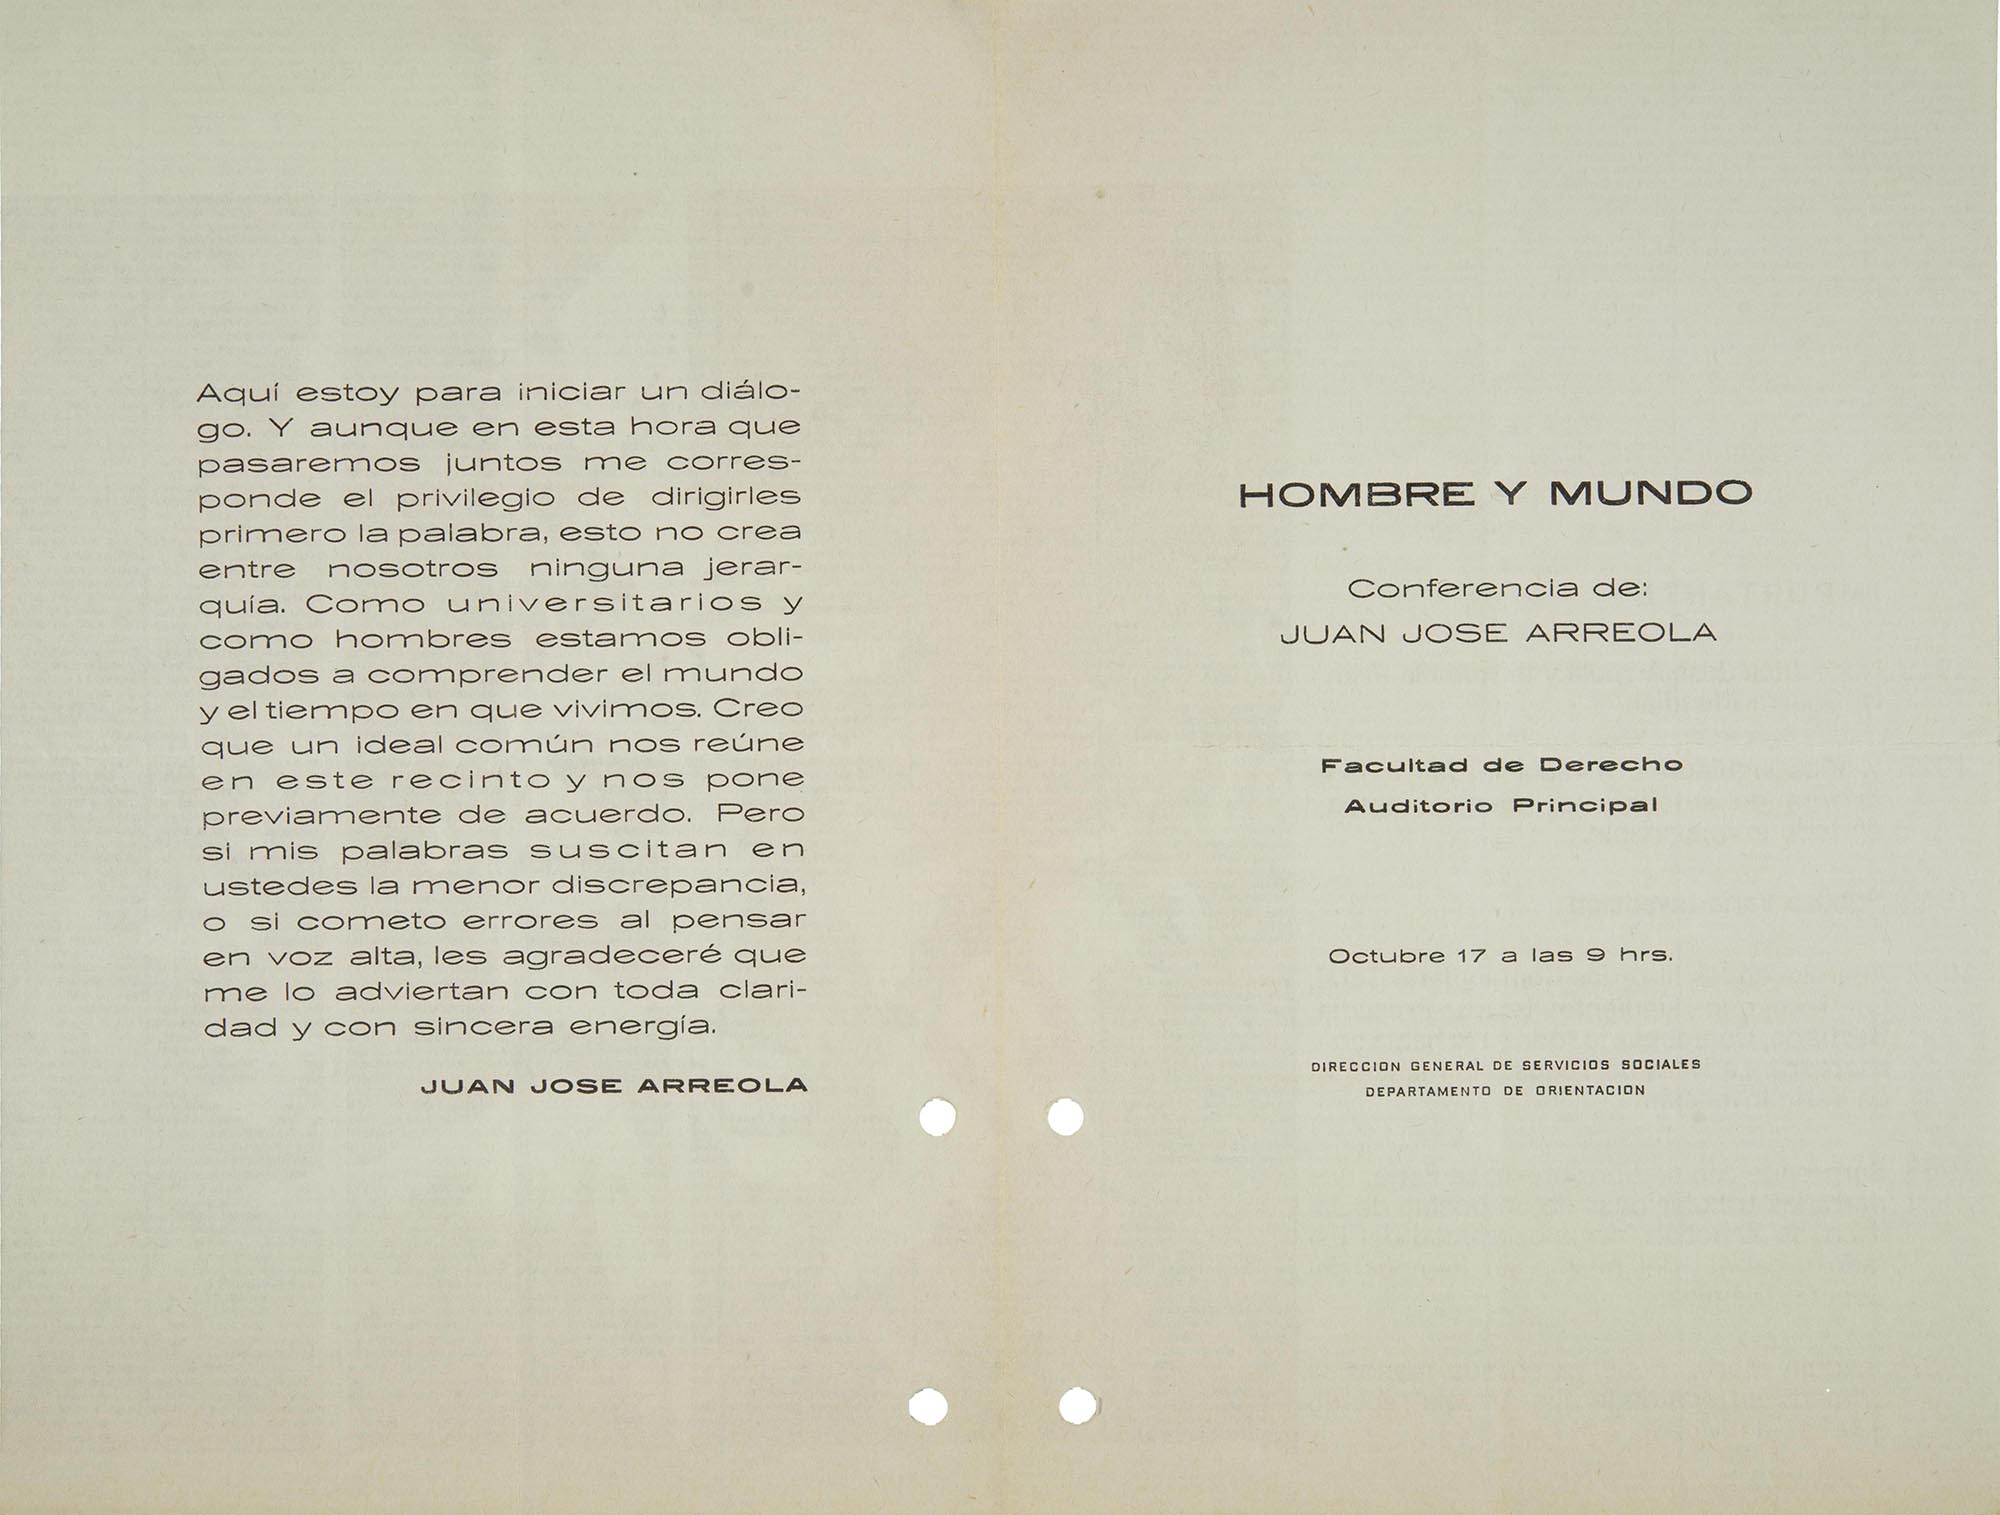 Aquí estoy para iniciar un diálo-
go. Y aunque en esta hora que
pasaremos juntos me corres-
ponde el privilegio de dirigirles
primero la palabra, esto no crea
entre nosotros ninguna jerar-
quía. Como universitarios y
como hombres estamos obli-
gados a comprender el mundo
y el tiempo en que vivimos. Creo
que un ideal común nos reúne
en este recinto y nos pone
previamente de acuerdo. Pero
si mis palabras suscitan en
ustedes la menor discrepancia,
o si cometo errores al pensar
en voz alta, les agradeceré que
me lo adviertan con toda clari-
dad y con sincera energía.
JUAN JOSE ARREOLA
HOMBRE Y MUNDO
Conferencia de:
JUAN JOSE ARREOLA
Facultad de Derecho
Auditorio Principal
Octubre 17 a las 9 hrs.
DIRECCION GENERAL DE SERVICIOS SOCIALES
DEPARTAMENTO DE ORIENTACION